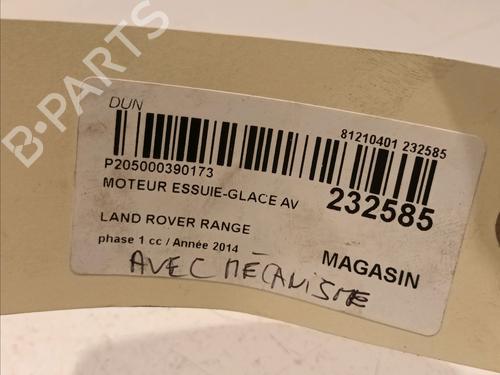 B-PARTS
DUN
81210401 232585
P205000390173
MOTEUR ESSUIE-GLACE AV
232585
LAND ROVER RANGE
phase 1 cc / Année 2014
MAGASIN
AVEC MÉCANISME